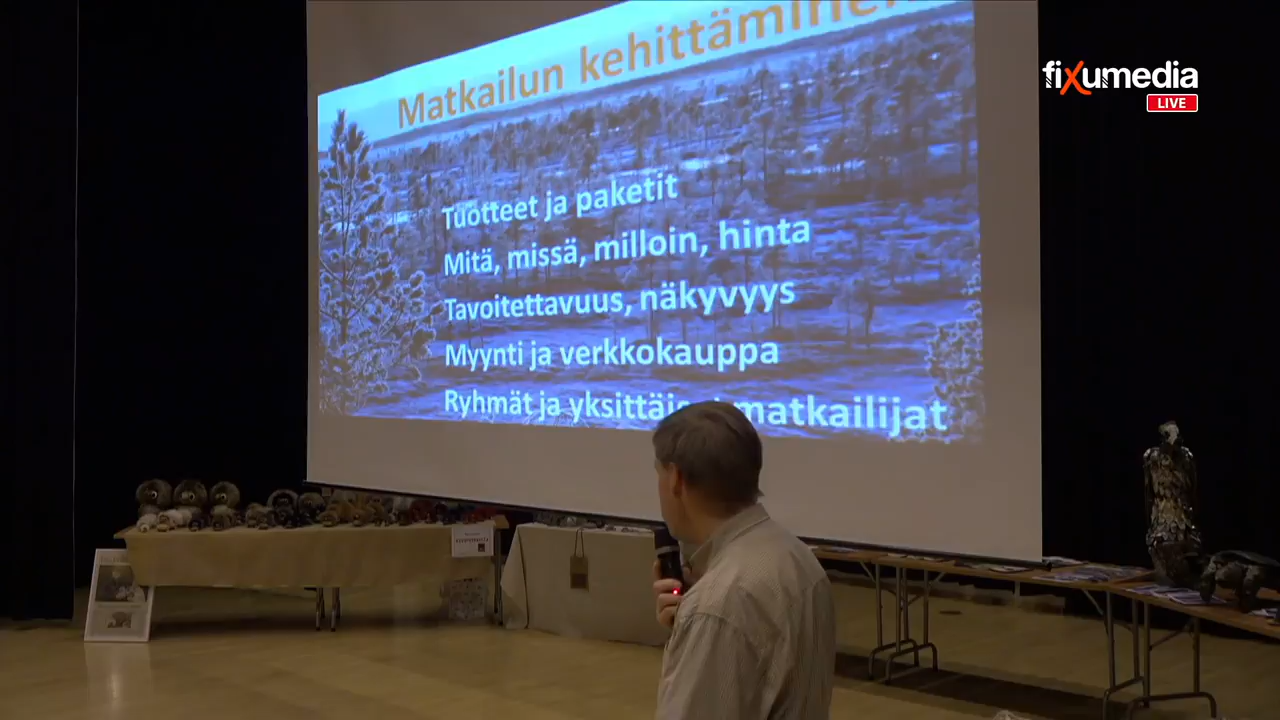 Matkailun kehittäminen
fixumedia
LIVE
Tuotteet ja paketit
Mitä, missä, milloin, hinta
Tavoitettavuus, näkyvyys
Myynti ja verkkokauppa
Ryhmät ja matkailijat